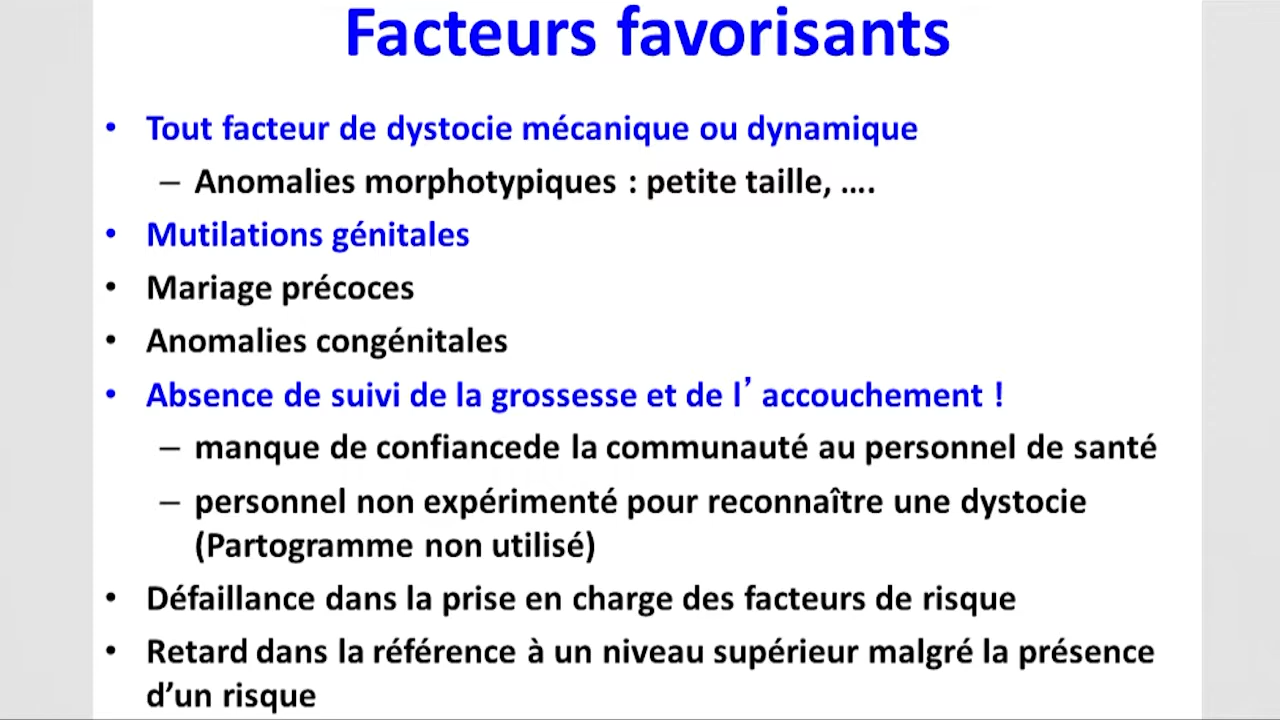 Facteurs favorisants
• Tout facteur de dystocie mécanique ou dynamique
– Anomalies morphotypiques : petite taille, ....
• Mutilations génitales
• Mariage précoces
• Anomalies congénitales
• Absence de suivi de la grossesse et de l’ accouchement !
– manque de confiancede la communauté au personnel de santé
– personnel non expérimenté pour reconnaître une dystocie
(Partogramme non utilisé)
• Défaillance dans la prise en charge des facteurs de risque
• Retard dans la référence à un niveau supérieur malgré la présence
d’un risque